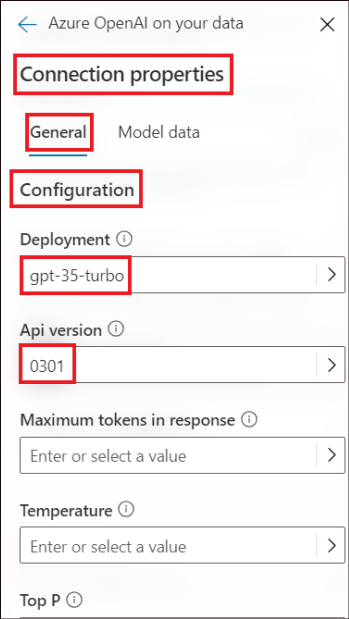 Azure OpenAI on your data
Connection properties
General Model data
Configuration
Deployment
gpt-35-turbo
Api version
0301
Maximum tokens in response
Enter or select a value
Temperature
Enter or select a value
Top P